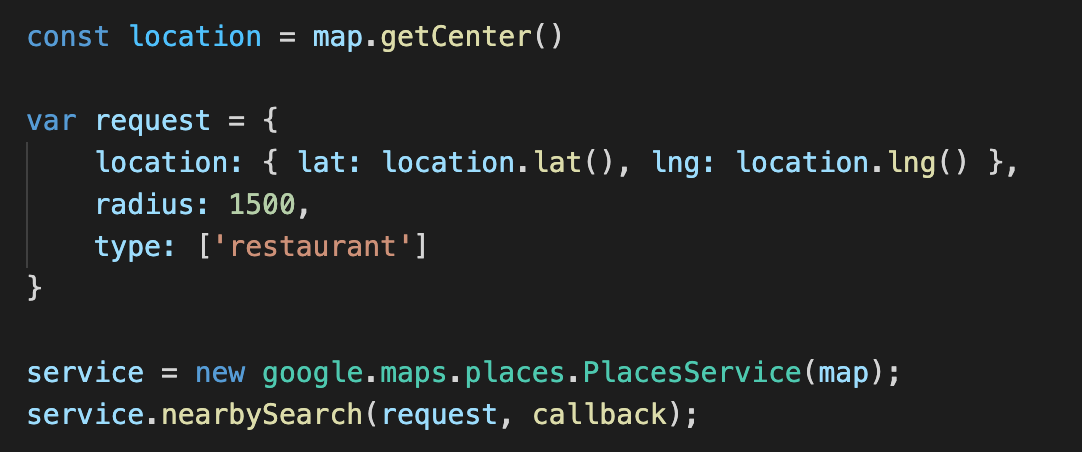 const location = map.getCenter()
var request = {
location: { lat: location.lat(), lng: location.lng() },
radius: 1500,
type: ['restaurant']
}
service = new google.maps.places.PlacesService(map);
service.nearbySearch(request, callback);